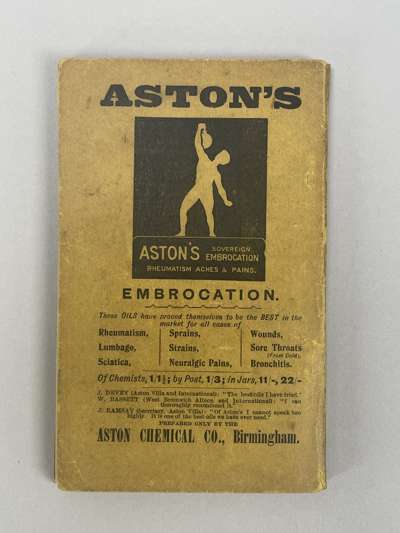 ASTON'S
ASTON'S SOVEREIGN EMBROCATION
RHEUMATISM ACHES & PAINS.
EMBROCATION.
These OILS have proved themselves to be the BEST in the
market for all cases of
Rheumatism, Sprains, Wounds,
Lumbago, Strains, Sore Throats
(From Cold),
Sciatica, Neuralgic Pains, Bronchitis.
Of Chemists, 1/1½; by Post, 1/3; in Jars, 11/-, 22/-
J. DEVEY (Aston Villa and International): "The best oils I have tried."
W. BASSETT (West Bromwich Albion and International): "I can
thoroughly recommend it."
J. RAMSAY (Secretary, Aston Villa): "Of Aston's I cannot speak too
highly. It is one of the best oils we have ever used."
PREPARED ONLY BY THE
ASTON CHEMICAL CO., Birmingham.